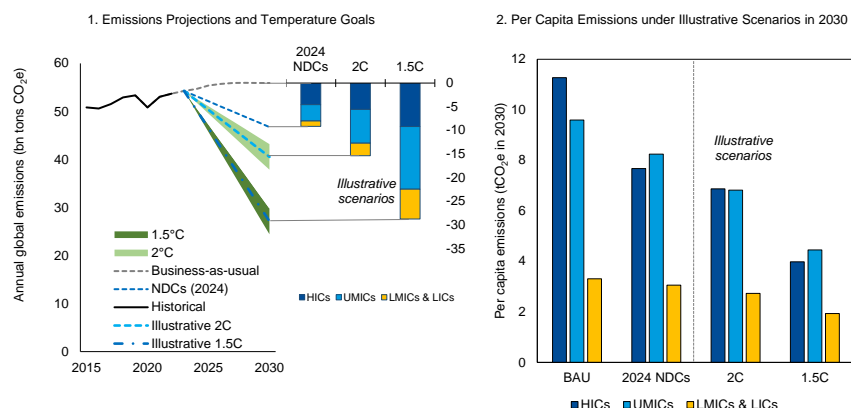 1. Emissions Projections and Temperature Goals
Annual global emissions (bn tons CO2e)
60
50
40
30
20
10
0
2015 2020 2025 2030
2024
NDCs 2C 1.5C
0
-5
-10
-15
-20
-25
-30
-35
Illustrative
scenarios
1.5°C
2°C
Business-as-usual
NDCs (2024)
Historical
Illustrative 2C
Illustrative 1.5C
HICs UMICs LMICs & LICs
2. Per Capita Emissions under Illustrative Scenarios in 2030
Per capita emissions (tCO2e in 2030)
12
10
8
6
4
2
0
Illustrative
scenarios
BAU 2024 NDCs 2C 1.5C
HICs UMICs LMICs & LICs